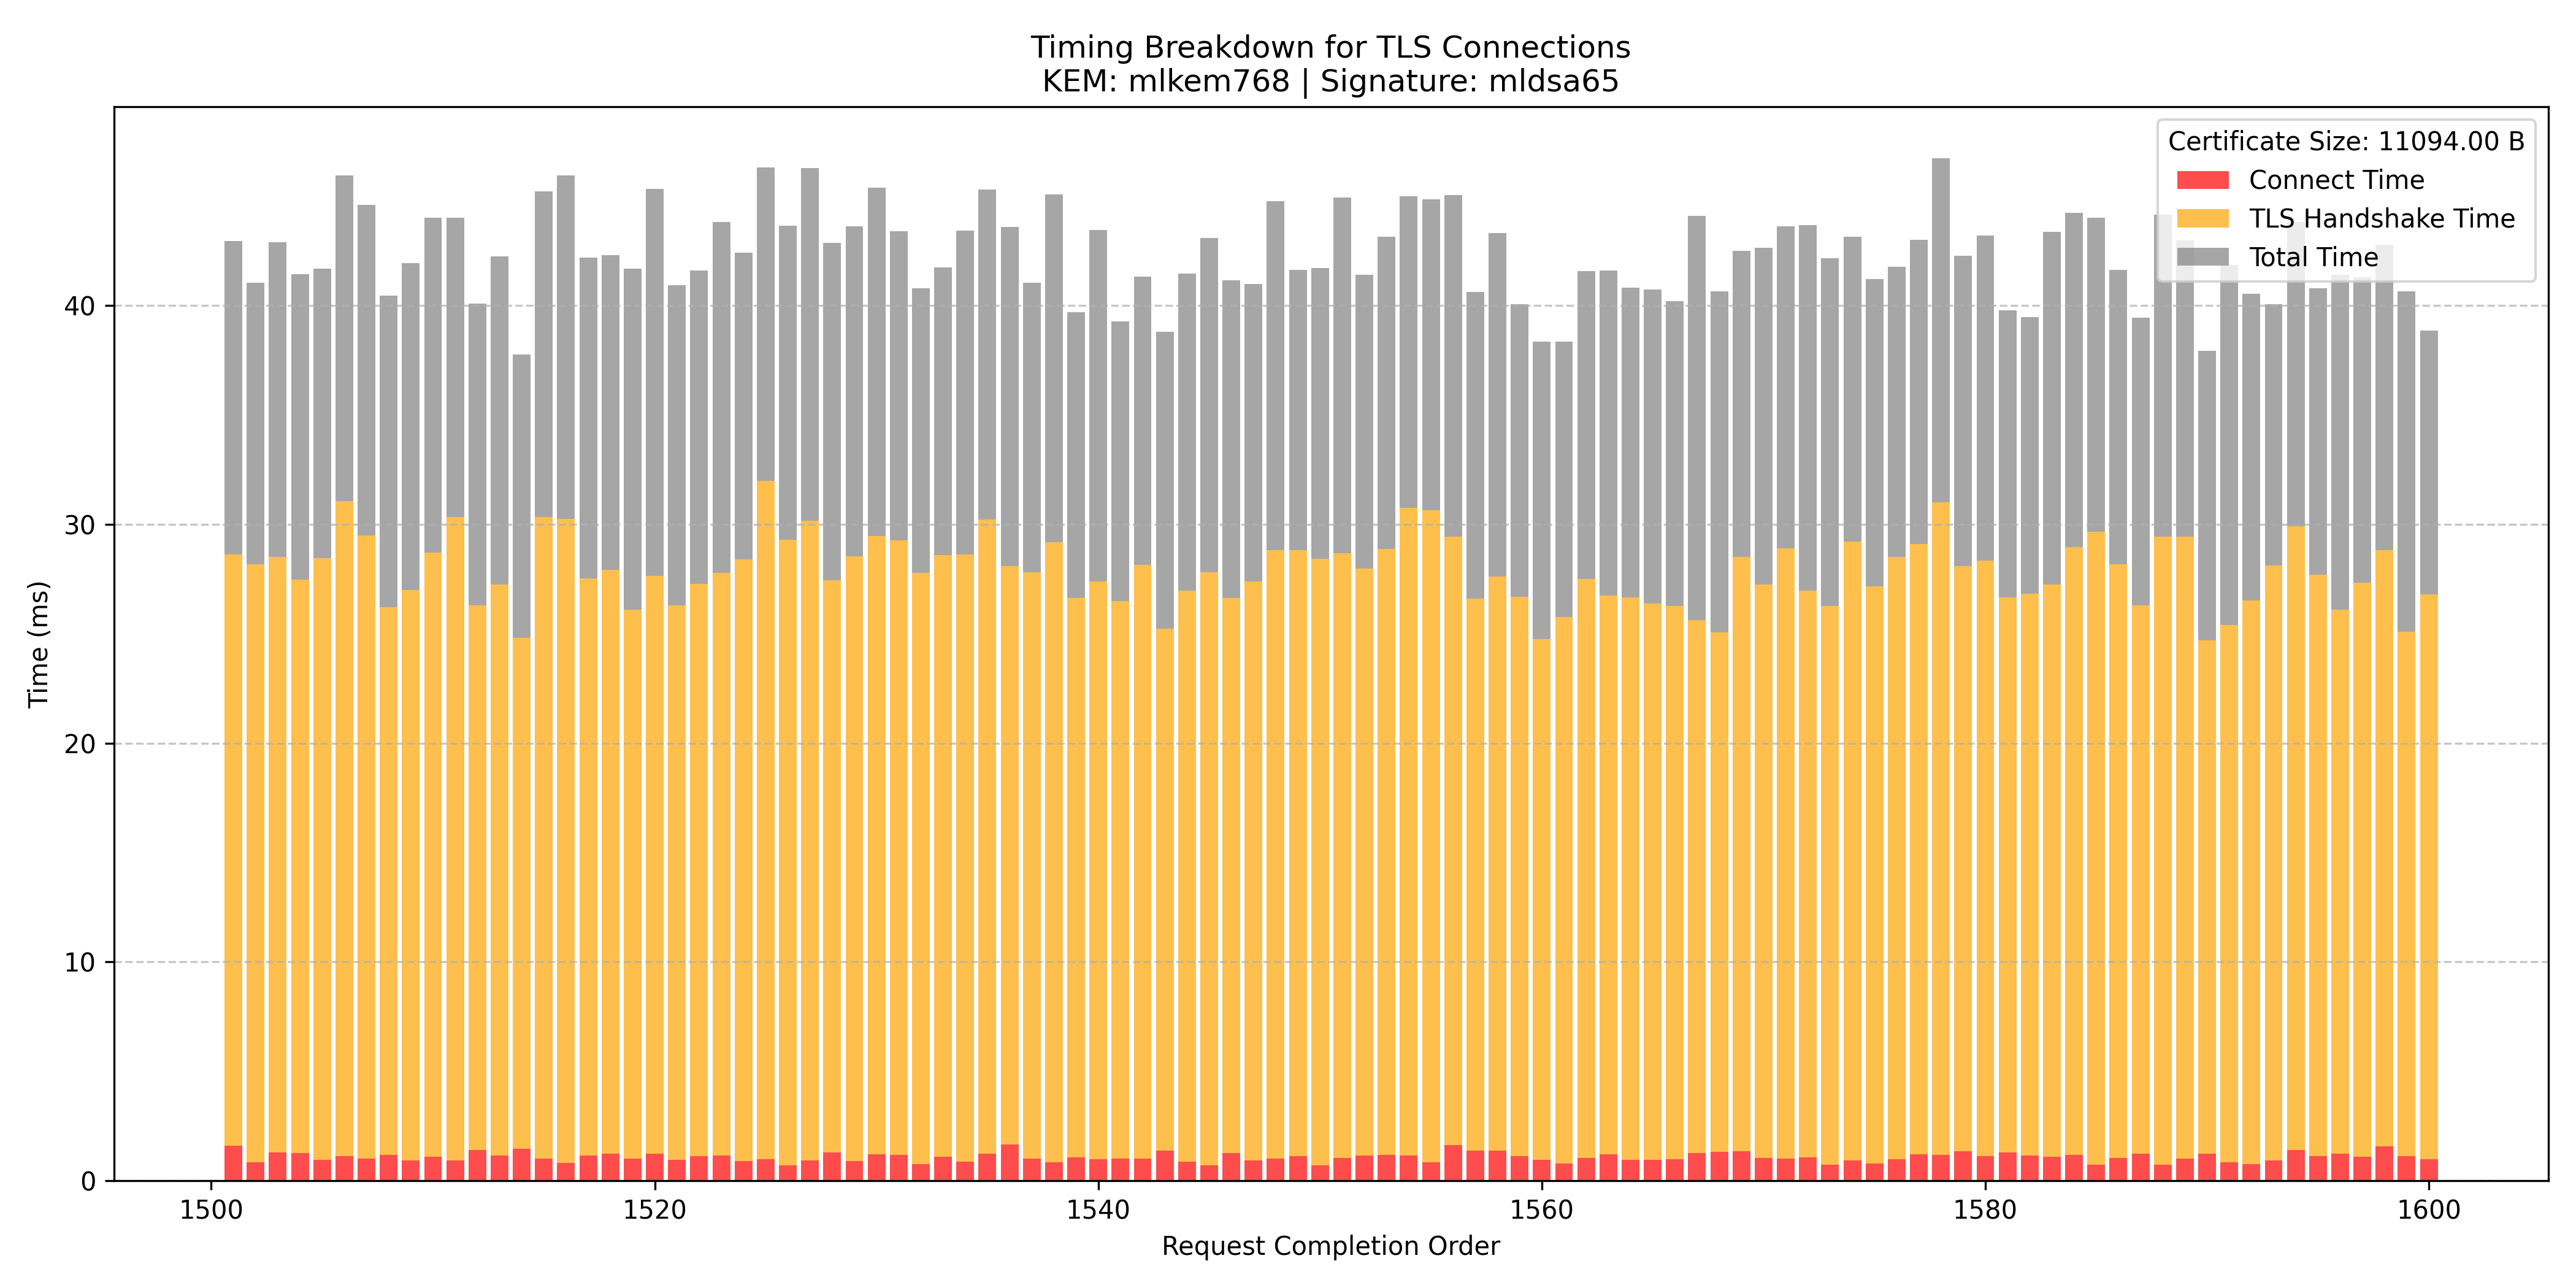 Timing Breakdown for TLS Connections
KEM: mlkem768 | Signature: mldsa65
Certificate Size: 11094.00 B
Connect Time
TLS Handshake Time
Total Time
Time (ms)
40
30
20
10
0
1500 1520 1540 1560 1580 1600
Request Completion Order